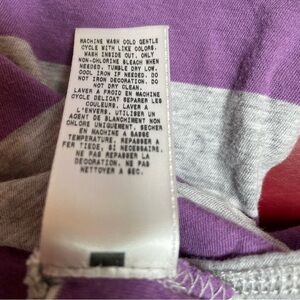 MACHINE WASH COLD GENTLE
CYCLE WITH LIKE COLORS.
WASH INSIDE OUT. ONLY
NON-CHLORINE BLEACH WHEN
NEEDED. TUMBLE DRY LOW.
COOL IRON IF NEEDED. DO
NOT IRON DECORATION. DO
NOT DRY CLEAN.
LAVER A FROID EN MACHINE
CYCLE DELICAT SEPARER LES
COULEURS. LAVER A
L'ENVERS. UTILISER UN
AGENT DE BLANCHIMENT NON
CHLORE UNIQUEMENT. SECHER
EN MACHINE A BASSE
TEMPERATURE. REPASSER AU
FER TIEDE, SI NECESSAIRE.
NE PAS REPASSER LA
DECORATION. NE PAS
NETTOYER A SEC.